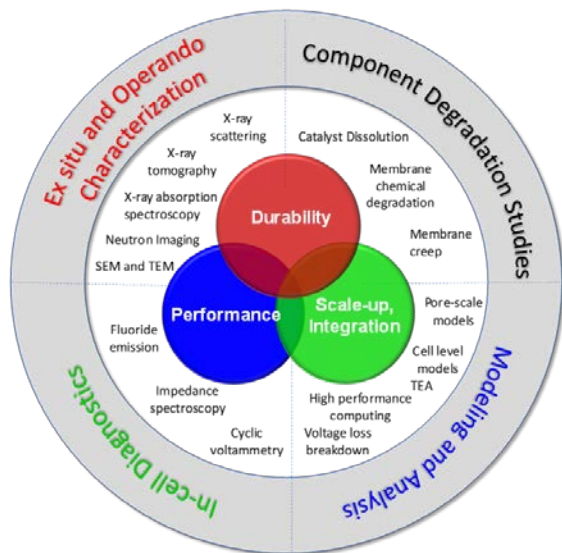 Ex situ and Operando
Characterization
Component Degradation Studies
X-ray
scattering
X-ray
tomography
X-ray absorption
spectroscopy
Neutron Imaging
SEM and TEM
Catalyst Dissolution
Membrane
chemical
degradation
Membrane
creep
Durability
Performance
Scale-up,
Integration
Fluoride
emission
Impedance
spectroscopy
Cyclic
voltammetry
Pore-scale
models
Cell level
models
TEA
High performance
computing
Voltage loss
breakdown
In-cell Diagnostics
Modeling and Analysis